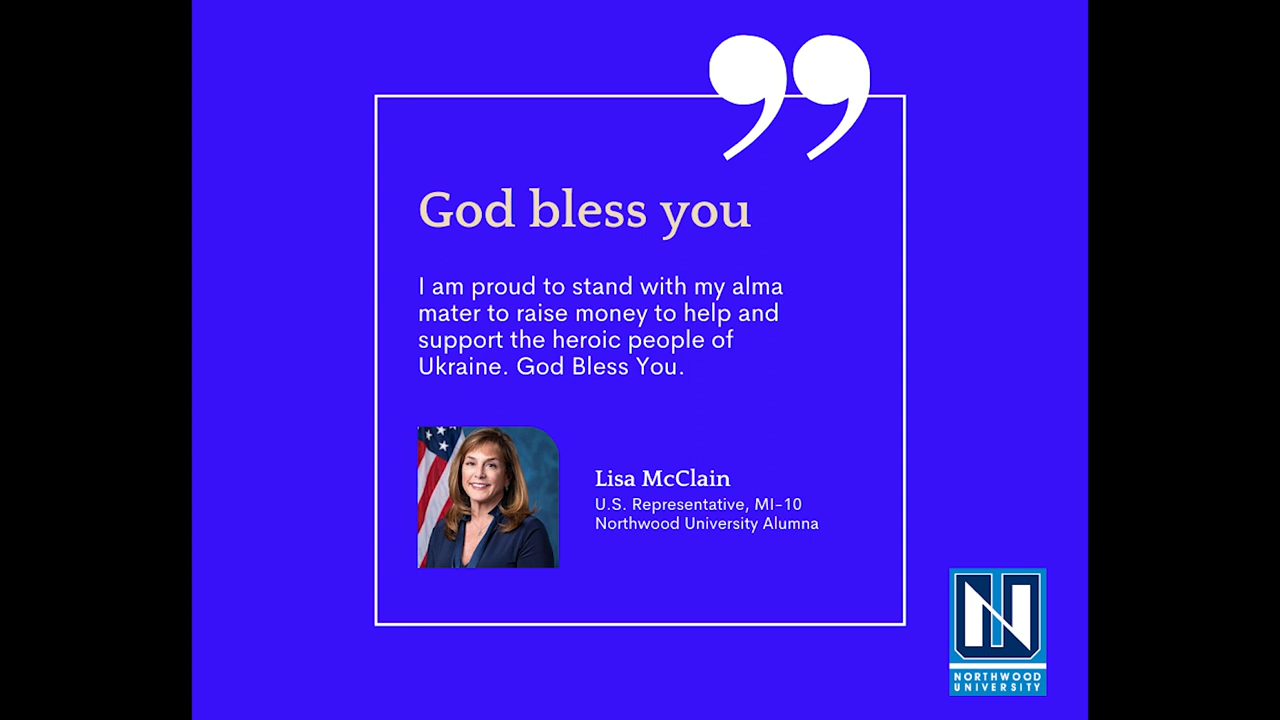 God bless you
I am proud to stand with my alma
mater to raise money to help and
support the heroic people of
Ukraine. God Bless You.
Lisa McClain
U.S. Representative, MI-10
Northwood University Alumna
NORTHWOOD
UNIVERSITY